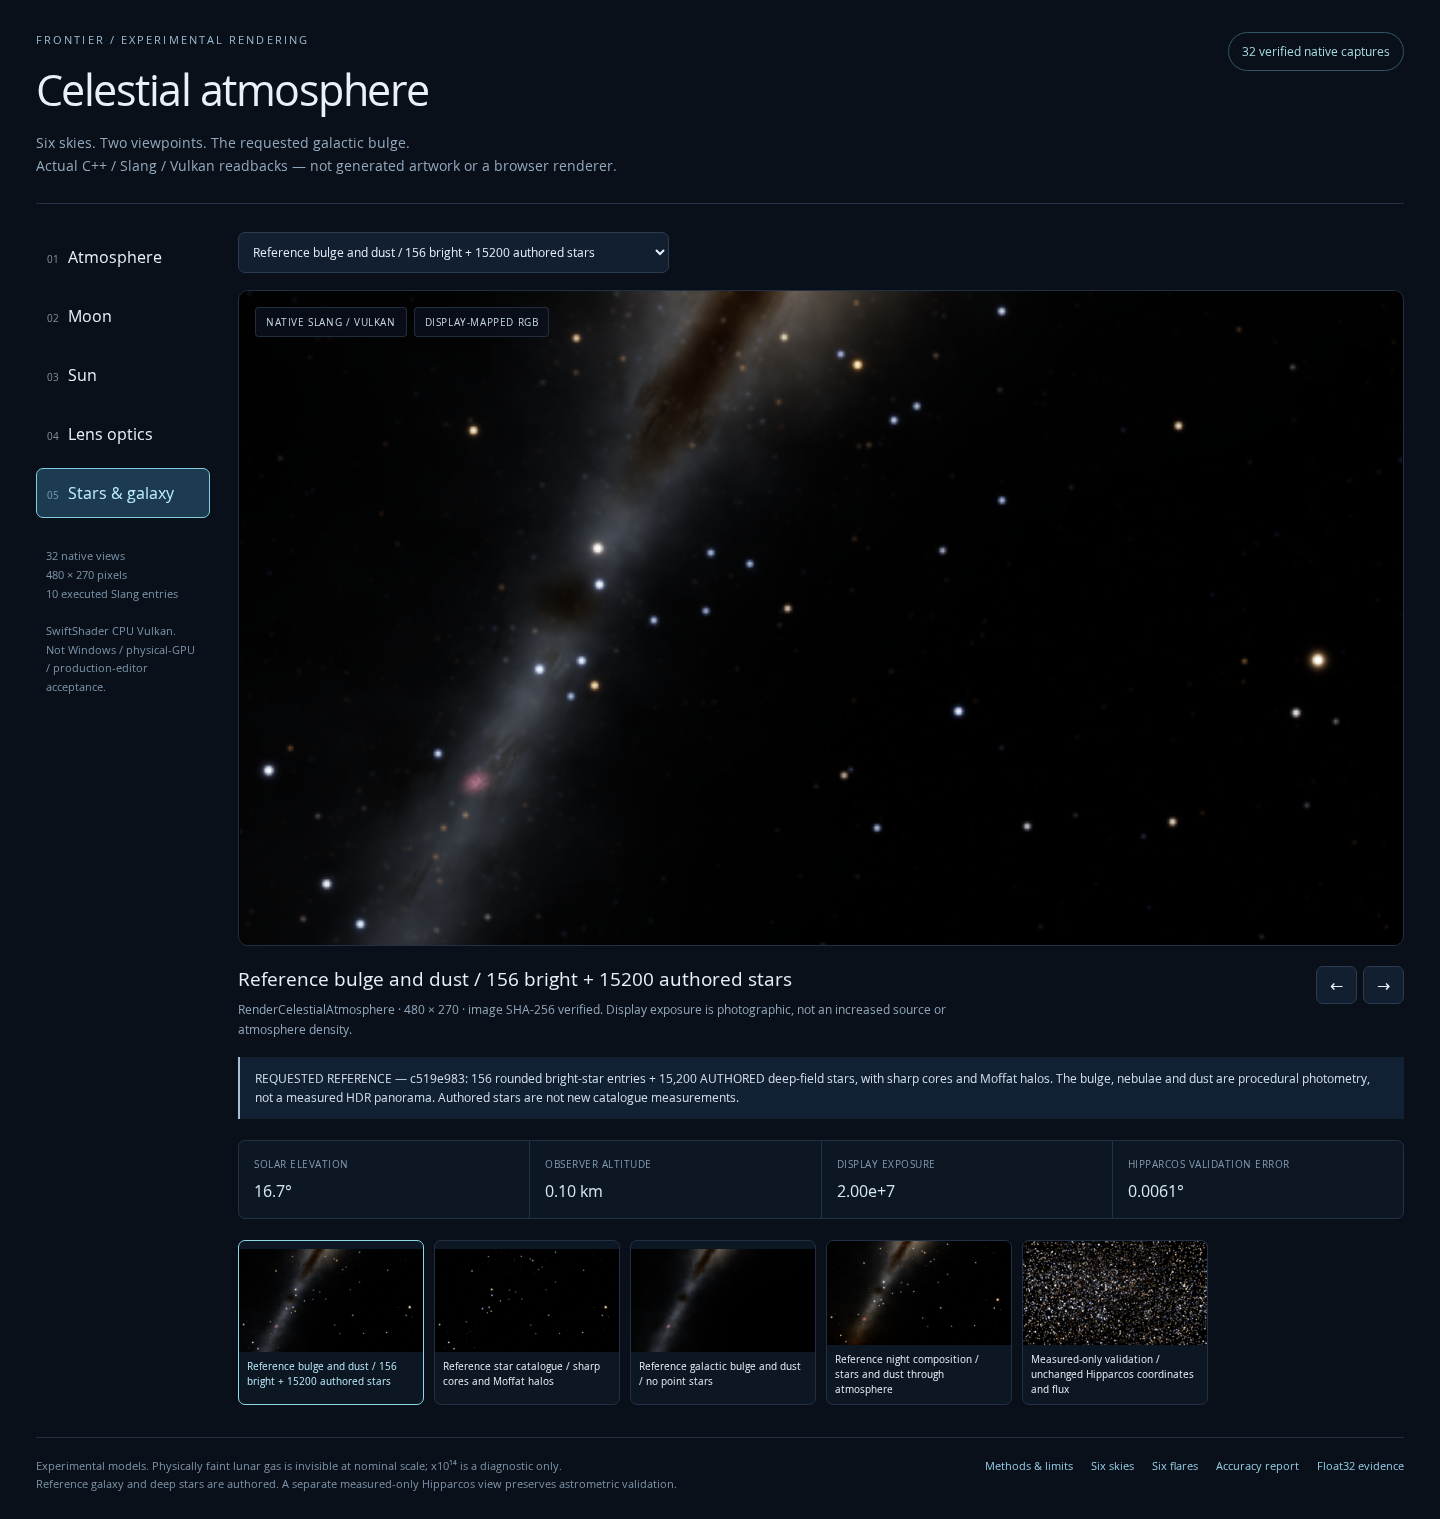 FRONTIER / EXPERIMENTAL RENDERING
32 verified native captures
Celestial atmosphere
Six skies. Two viewpoints. The requested galactic bulge.
Actual C++ / Slang / Vulkan readbacks — not generated artwork or a browser renderer.
01 Atmosphere
02 Moon
03 Sun
04 Lens optics
05 Stars & galaxy
32 native views
480 × 270 pixels
10 executed Slang entries
SwiftShader CPU Vulkan.
Not Windows / physical-GPU
/ production-editor
acceptance.
Reference bulge and dust / 156 bright + 15200 authored stars
NATIVE SLANG / VULKAN
DISPLAY-MAPPED RGB
Reference bulge and dust / 156 bright + 15200 authored stars
← →
RenderCelestialAtmosphere · 480 × 270 · image SHA-256 verified. Display exposure is photographic, not an increased source or
atmosphere density.
REQUESTED REFERENCE — c519e983: 156 rounded bright-star entries + 15,200 AUTHORED deep-field stars, with sharp cores and Moffat halos. The bulge, nebulae and dust are procedural photometry,
not a measured HDR panorama. Authored stars are not new catalogue measurements.
SOLAR ELEVATION
16.7°
OBSERVER ALTITUDE
0.10 km
DISPLAY EXPOSURE
2.00e+7
HIPPARCOS VALIDATION ERROR
0.0061°
Reference bulge and dust / 156
bright + 15200 authored stars
Reference star catalogue / sharp
cores and Moffat halos
Reference galactic bulge and dust
/ no point stars
Reference night composition /
stars and dust through
atmosphere
Measured-only validation /
unchanged Hipparcos coordinates
and flux
Experimental models. Physically faint lunar gas is invisible at nominal scale; x10¹⁴ is a diagnostic only.
Reference galaxy and deep stars are authored. A separate measured-only Hipparcos view preserves astrometric validation.
Methods & limits
Six skies
Six flares
Accuracy report
Float32 evidence